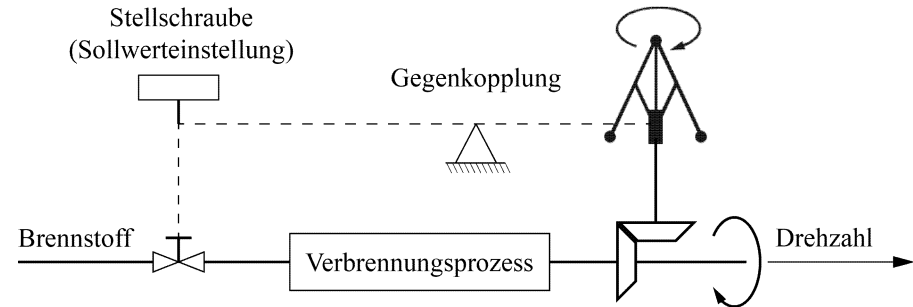 Stellschraube
(Sollwerteinstellung)
Gegenkopplung
Brennstoff
Verbrennungsprozess
Drehzahl